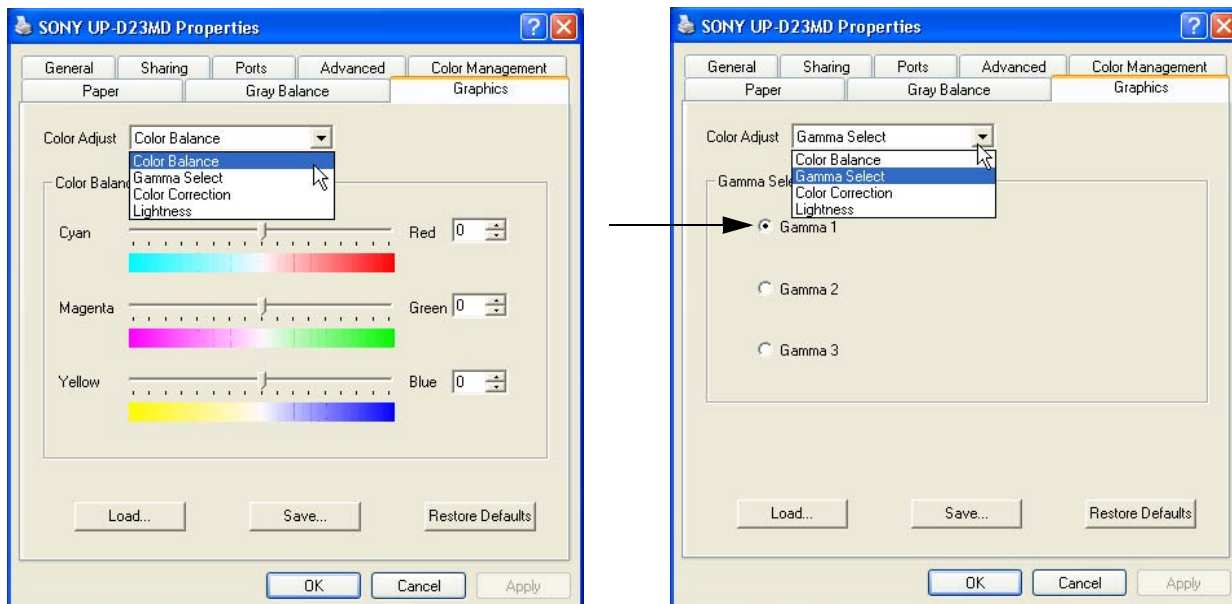 SONY UP-D23MD Properties
General Sharing Ports Advanced Color Management
Paper Gray Balance Graphics
Color Adjust Color Balance
Color Balance
Gamma Select
Color Correction
Lightness
Color Balan
Cyan Red 0
Magenta Green 0
Yellow Blue 0
Load... Save... Restore Defaults
OK Cancel Apply
SONY UP-D23MD Properties
General Sharing Ports Advanced Color Management
Paper Gray Balance Graphics
Color Adjust Gamma Select
Color Balance
Gamma Select
Color Correction
Lightness
Gamma Sel
Gamma 1
Gamma 2
Gamma 3
Load... Save... Restore Defaults
OK Cancel Apply